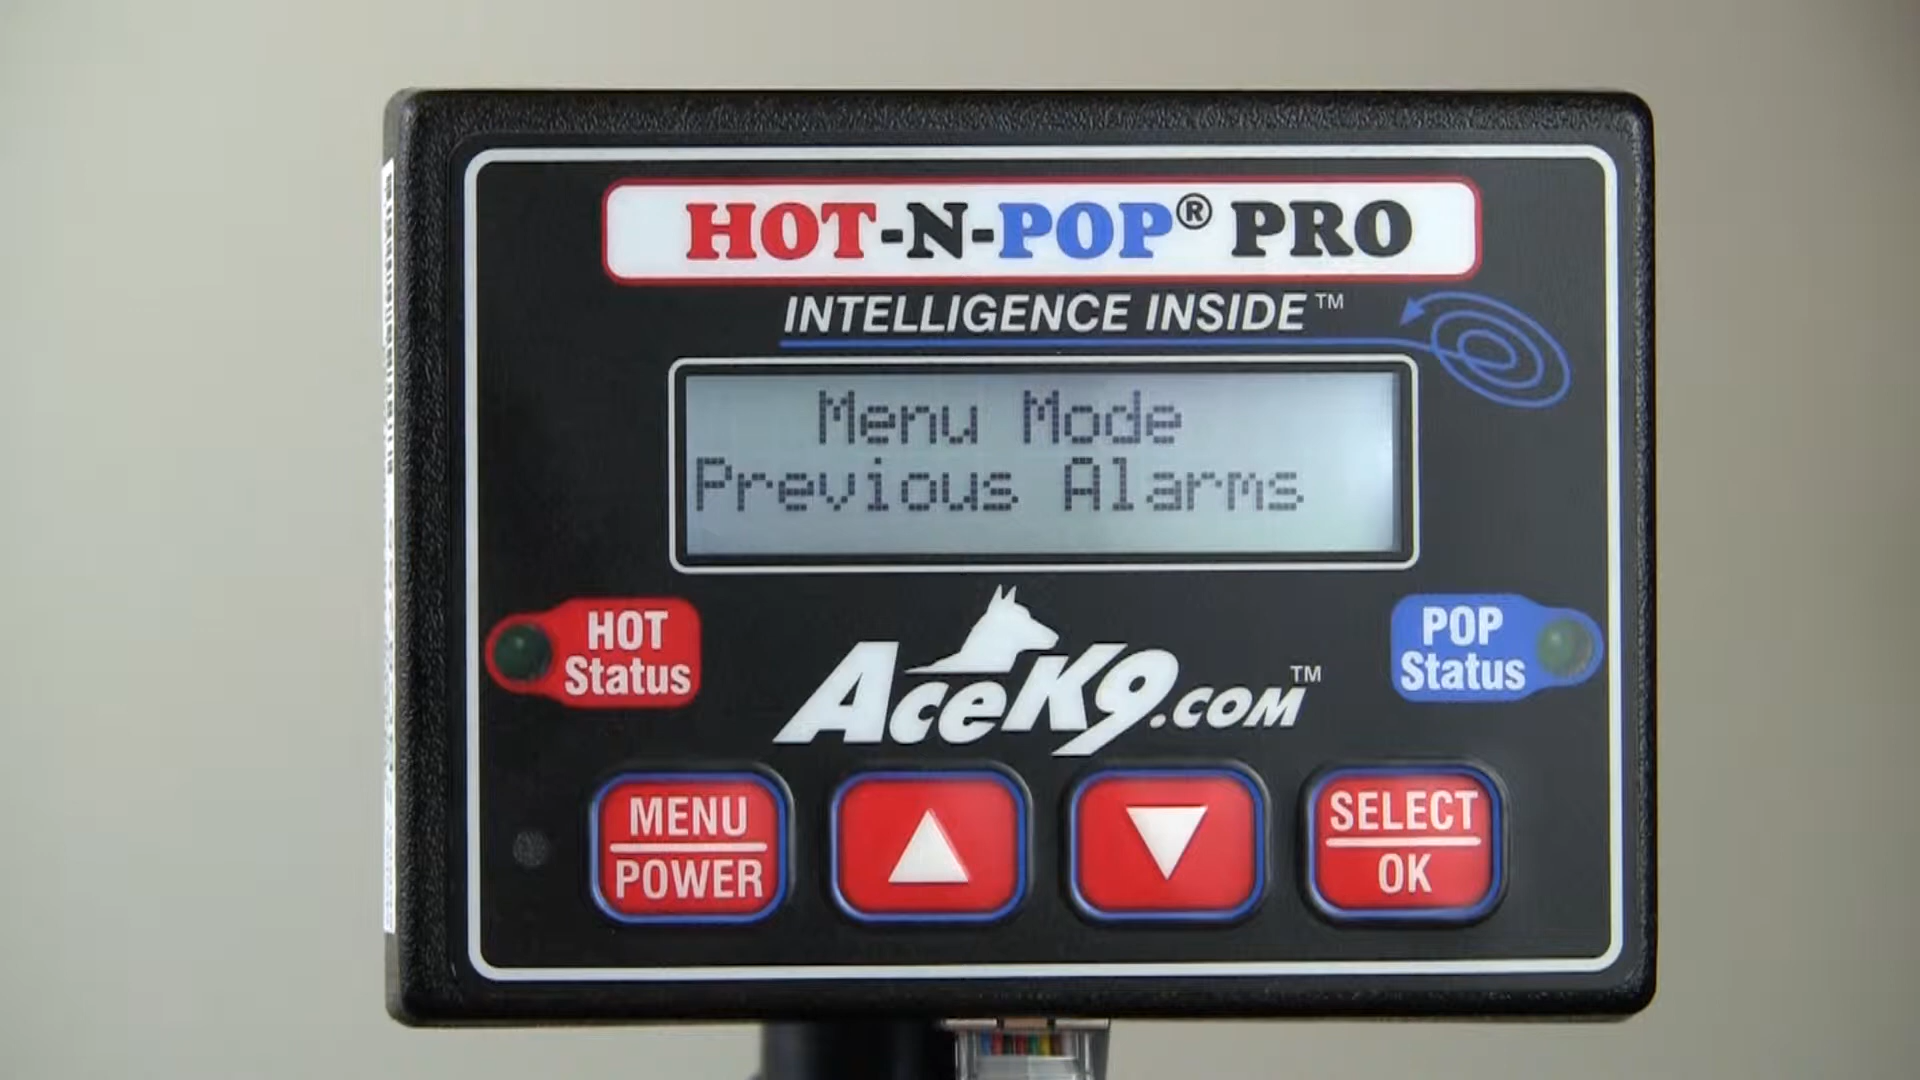 HOT-N-POP® PRO
INTELLIGENCE INSIDE™
Menu Mode
Previous Alarms
HOT
Status
POP
Status
AceK9.com™
MENU
POWER
SELECT
OK